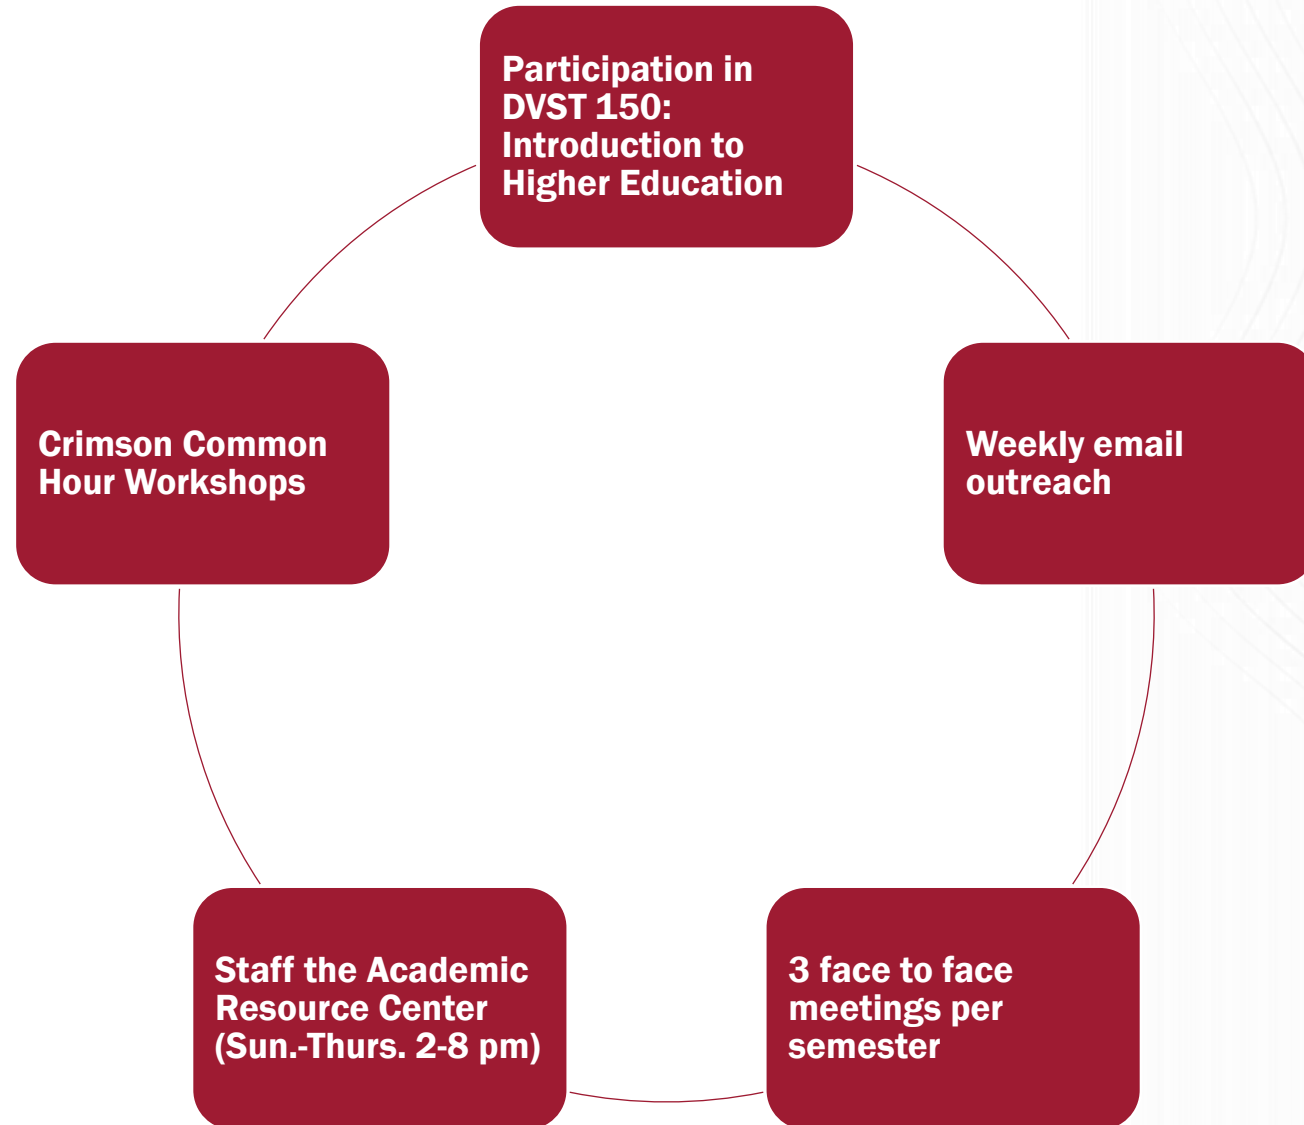 Participation in
DVST 150:
Introduction to
Higher Education
Weekly email
outreach
3 face to face
meetings per
semester
Staff the Academic
Resource Center
(Sun.-Thurs. 2-8 pm)
Crimson Common
Hour Workshops